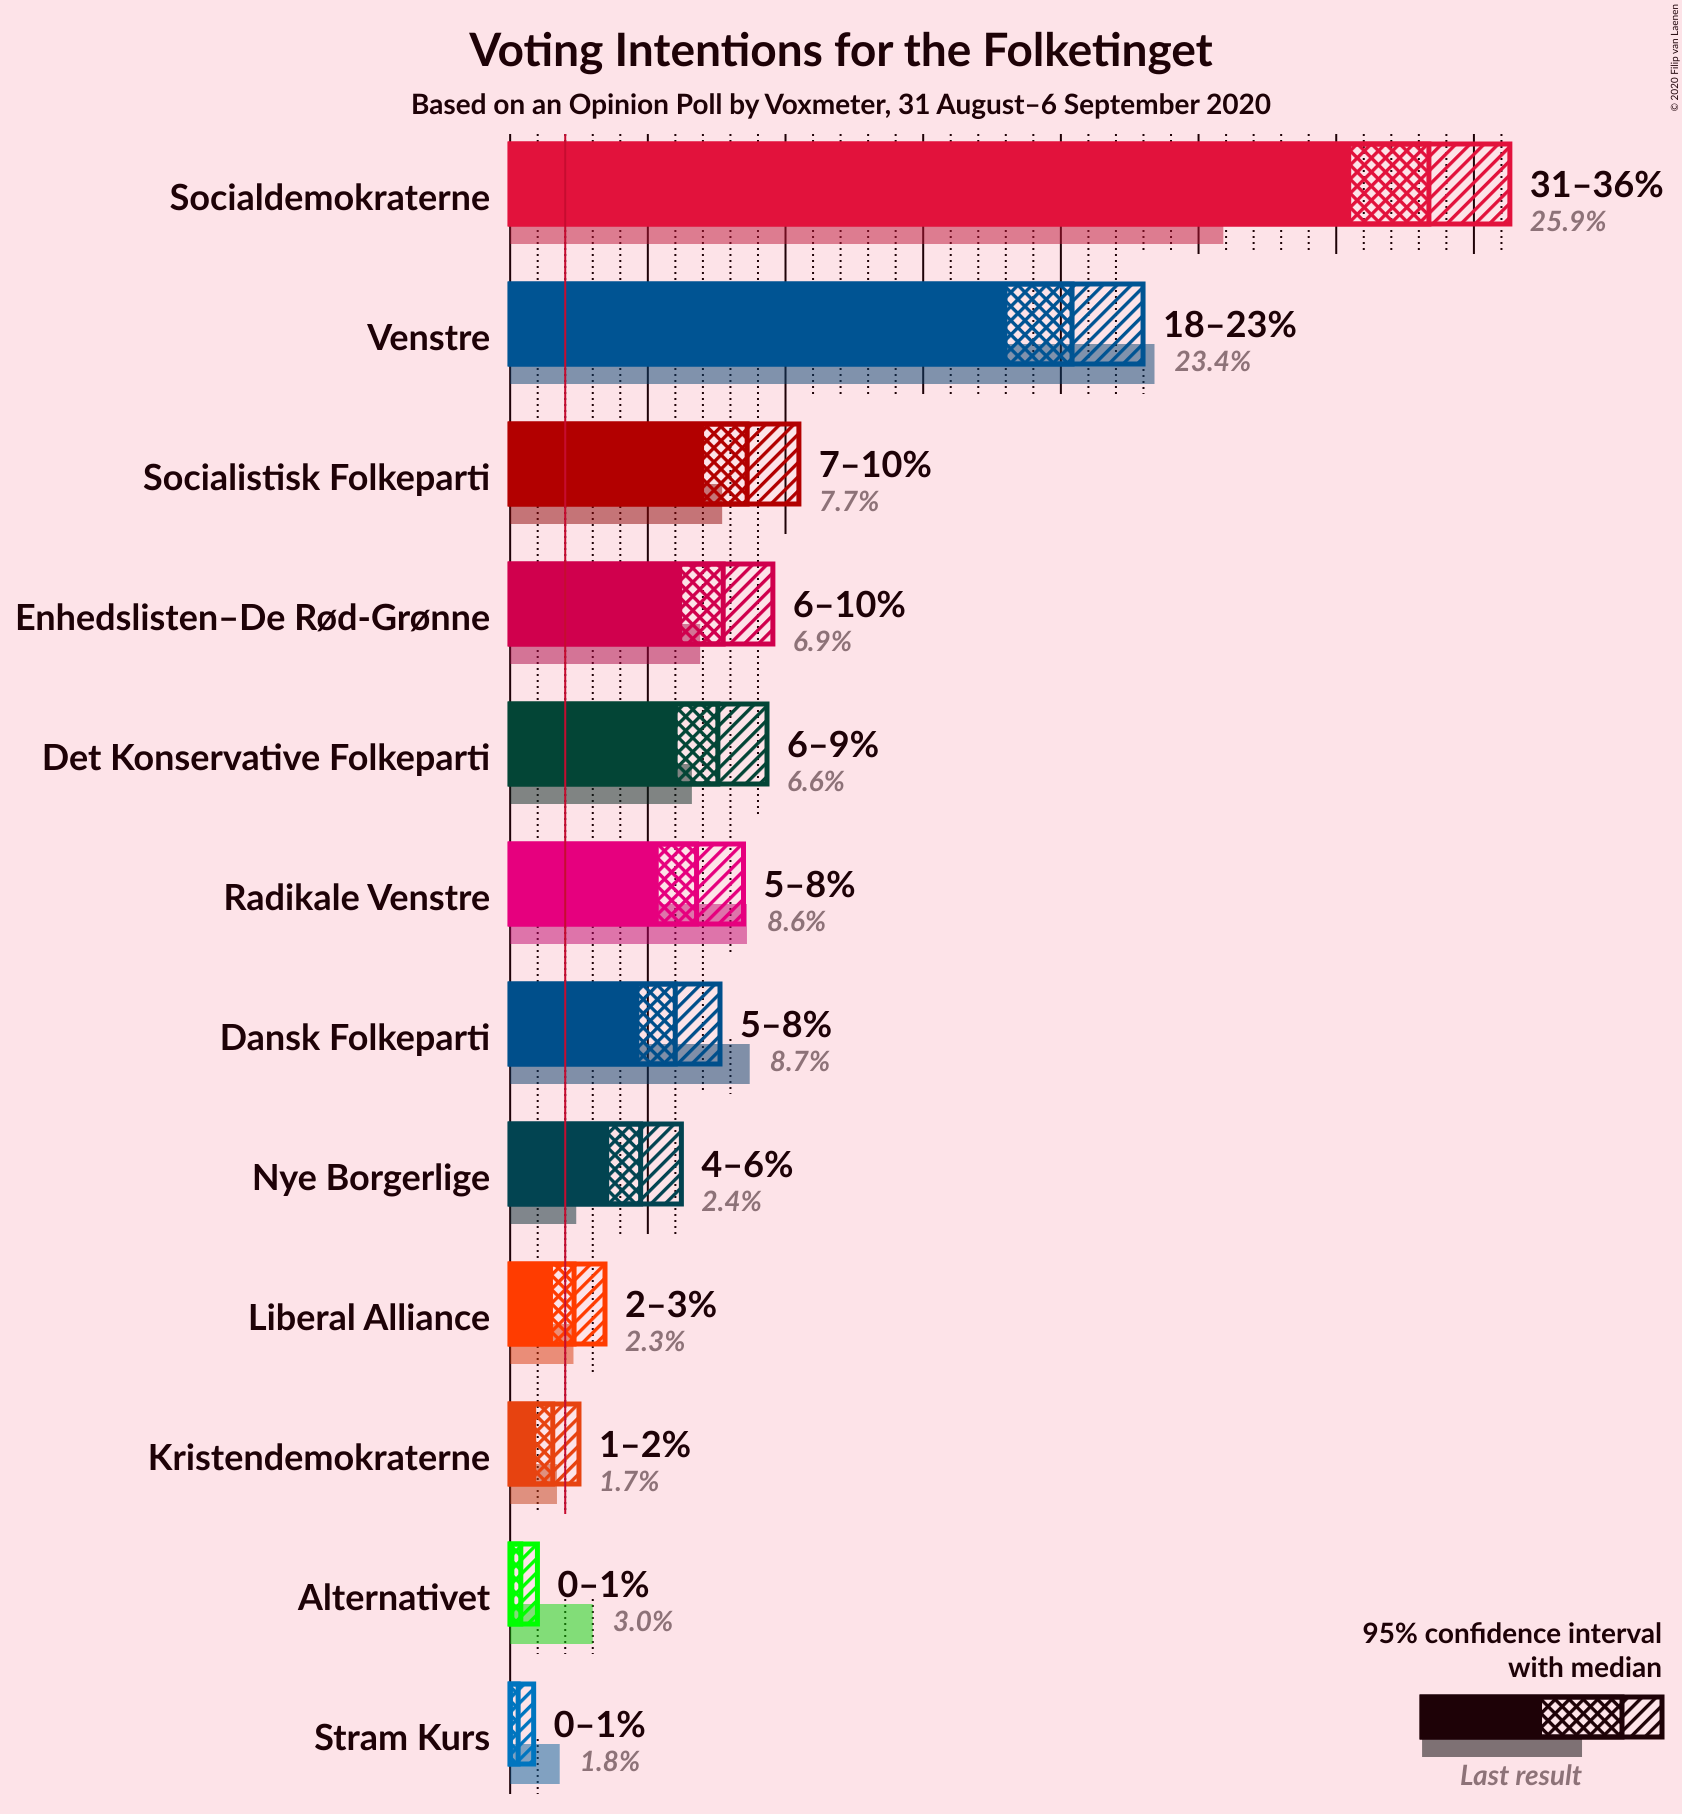 Voting Intentions for the Folketinget
Based on an Opinion Poll by Voxmeter, 31 August–6 September 2020
© 2020 Filip van Laenen
Socialdemokraterne
31–36%
25.9%
Venstre
18–23%
23.4%
Socialistisk Folkeparti
7–10%
7.7%
Enhedslisten–De Rød-Grønne
6–10%
6.9%
Det Konservative Folkeparti
6–9%
6.6%
Radikale Venstre
5–8%
8.6%
Dansk Folkeparti
5–8%
8.7%
Nye Borgerlige
4–6%
2.4%
Liberal Alliance
2–3%
2.3%
Kristendemokraterne
1–2%
1.7%
Alternativet
0–1%
3.0%
Stram Kurs
0–1%
1.8%
95% confidence interval
with median
Last result